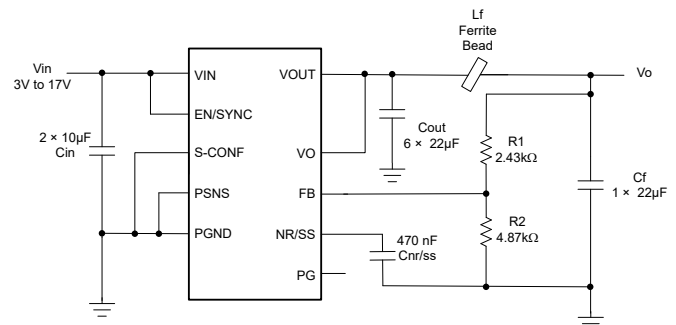 Lf
Ferrite
Bead
Vin
3V to 17V
VIN
VOUT
Vo
EN/SYNC
2 × 10µF
Cin
S-CONF
VO
Cout
6 × 22µF
R1
2.43kΩ
PSNS
FB
Cf
1 × 22µF
PGND
NR/SS
470 nF
Cnr/ss
R2
4.87kΩ
PG